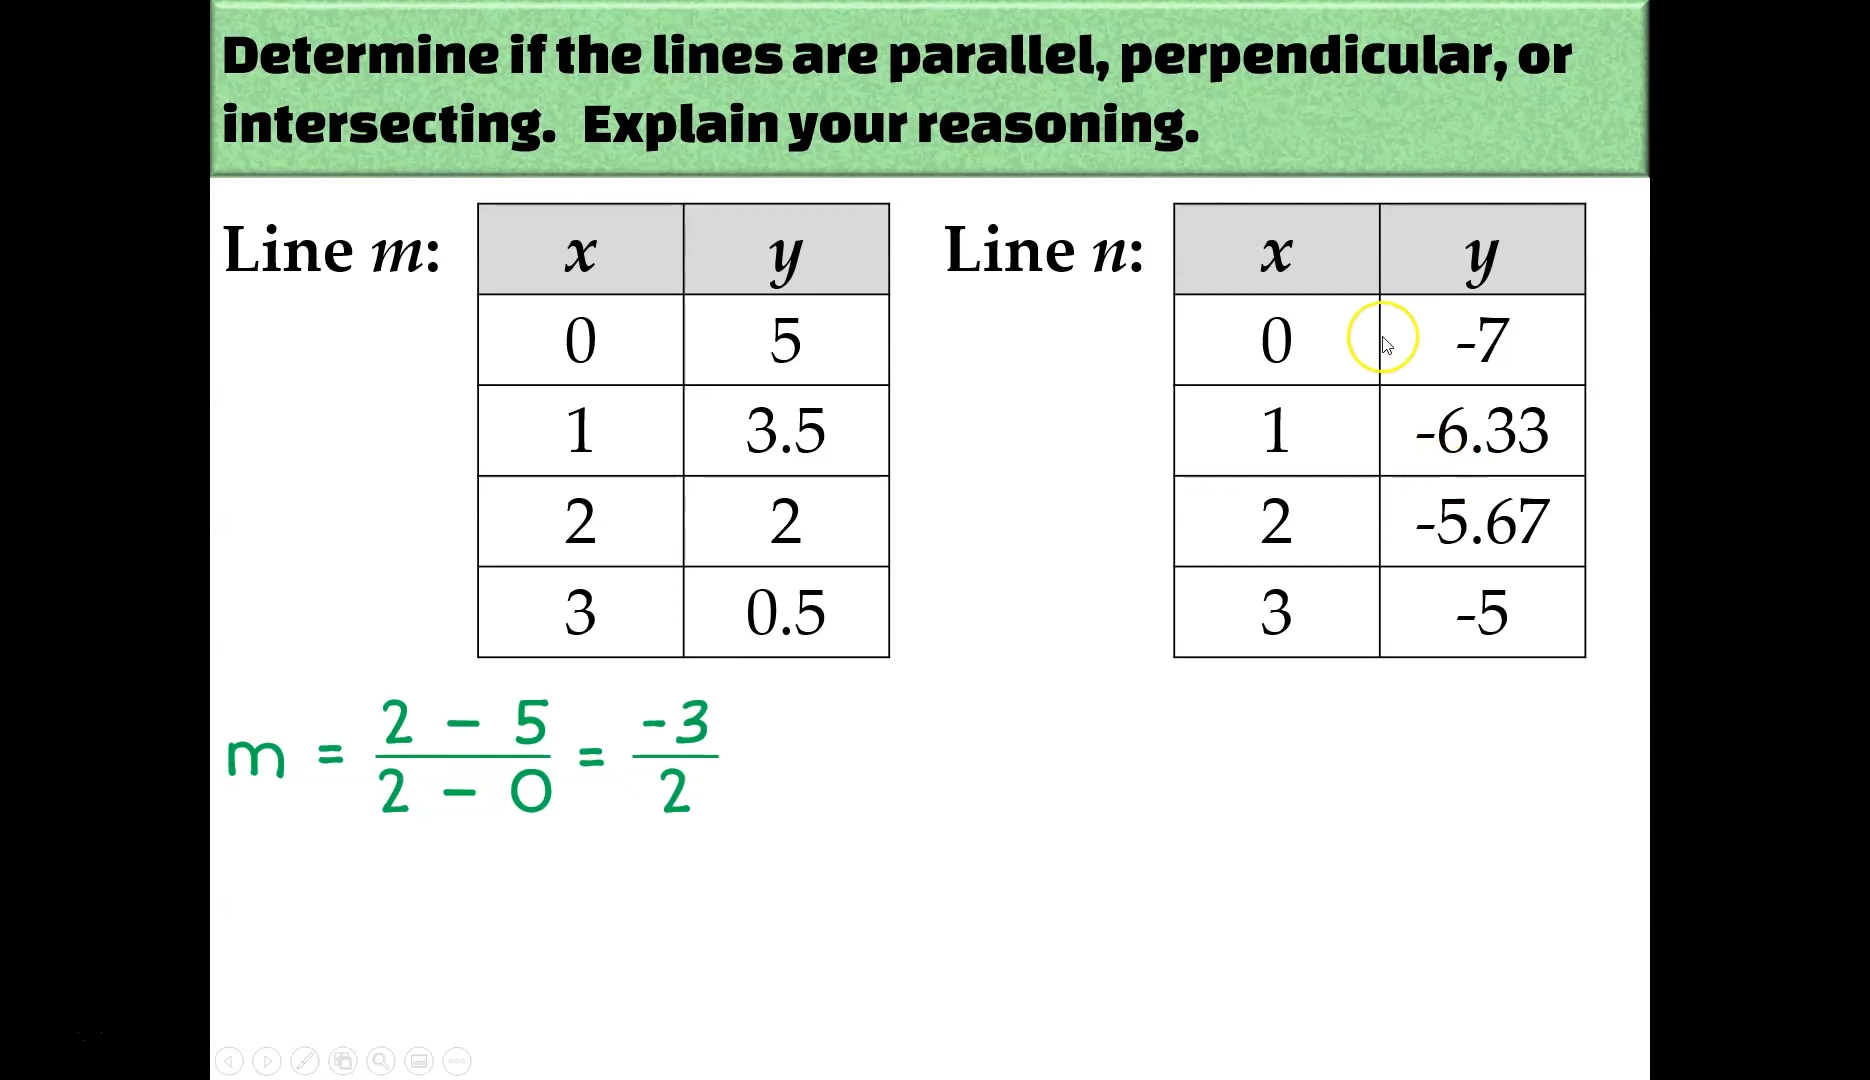 Determine if the lines are parallel, perpendicular, or
intersecting. Explain your reasoning.
Line m:
x y
0 5
1 3.5
2 2
3 0.5
Line n:
x y
0 -7
1 -6.33
2 -5.67
3 -5
m = (2 - 5)/(2 - 0) = -3/2